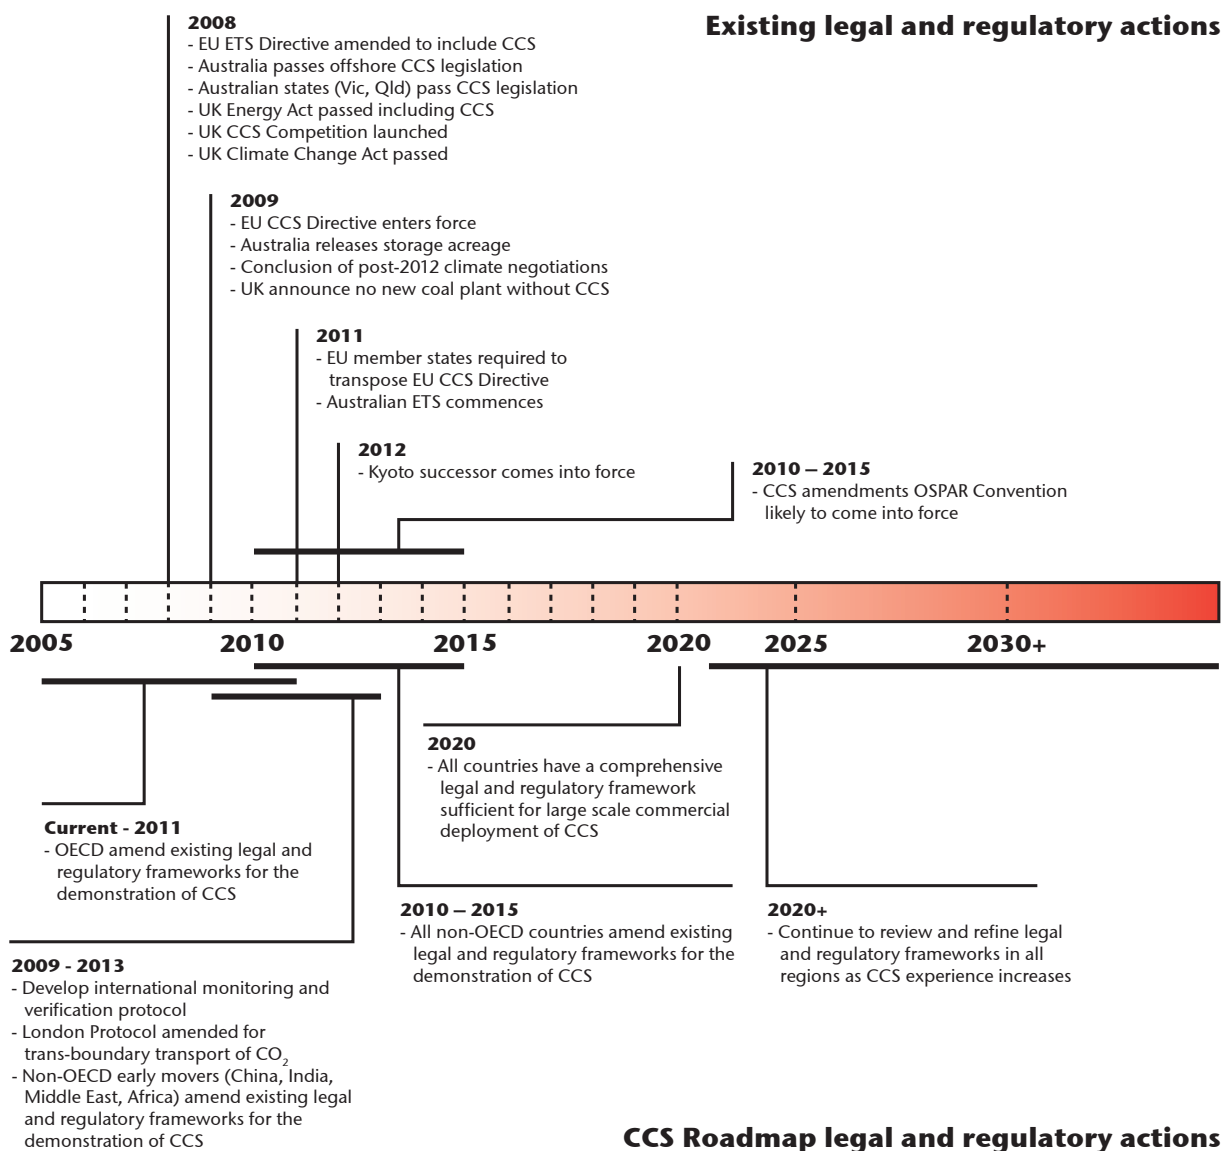 Existing legal and regulatory actions
2008
- EU ETS Directive amended to include CCS
- Australia passes offshore CCS legislation
- Australian states (Vic, Qld) pass CCS legislation
- UK Energy Act passed including CCS
- UK CCS Competition launched
- UK Climate Change Act passed
2009
- EU CCS Directive enters force
- Australia releases storage acreage
- Conclusion of post-2012 climate negotiations
- UK announce no new coal plant without CCS
2011
- EU member states required to
transpose EU CCS Directive
- Australian ETS commences
2012
- Kyoto successor comes into force
2010 – 2015
- CCS amendments OSPAR Convention
likely to come into force
2005 2010 2015 2020 2025 2030+
Current - 2011
- OECD amend existing legal and
regulatory frameworks for the
demonstration of CCS
2009 - 2013
- Develop international monitoring and
verification protocol
- London Protocol amended for
trans-boundary transport of CO₂
- Non-OECD early movers (China, India,
Middle East, Africa) amend existing legal
and regulatory frameworks for the
demonstration of CCS
2020
- All countries have a comprehensive
legal and regulatory framework
sufficient for large scale commercial
deployment of CCS
2010 – 2015
- All non-OECD countries amend existing
legal and regulatory frameworks for the
demonstration of CCS
2020+
- Continue to review and refine legal
and regulatory frameworks in all
regions as CCS experience increases
CCS Roadmap legal and regulatory actions